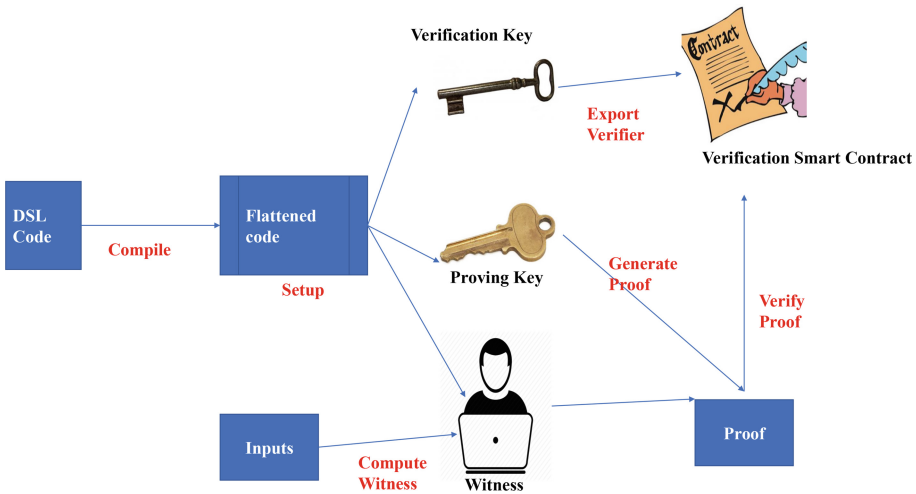 Verification Key
Contract
Export
Verifier
Verification Smart Contract
DSL
Code
Compile
Flattened
code
Setup
Proving Key
Generate
Proof
Verify
Proof
Inputs
Compute
Witness
Witness
Proof